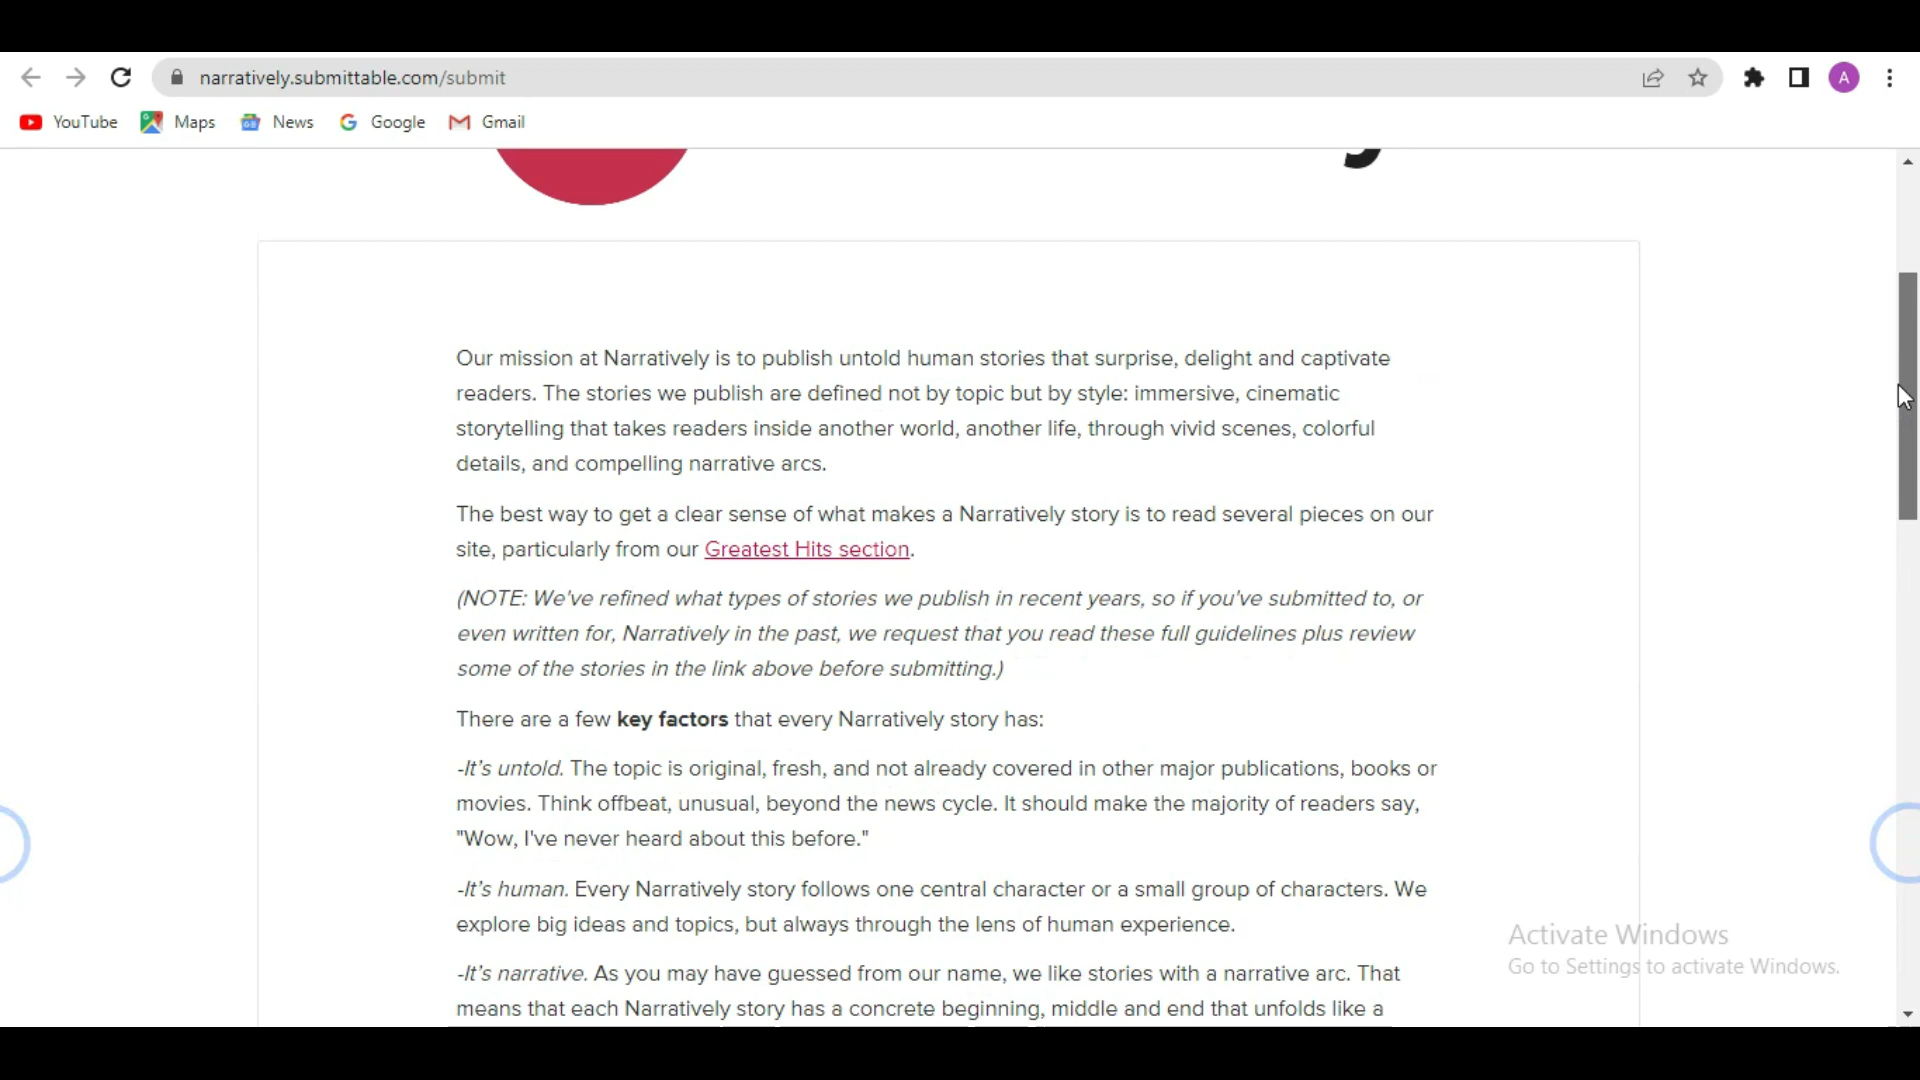 narratively.submittable.com/submit
A
YouTube
Maps
News
Google
Gmail
Our mission at Narratively is to publish untold human stories that surprise, delight and captivate
readers. The stories we publish are defined not by topic but by style: immersive, cinematic
storytelling that takes readers inside another world, another life, through vivid scenes, colorful
details, and compelling narrative arcs.
The best way to get a clear sense of what makes a Narratively story is to read several pieces on our
site, particularly from our Greatest Hits section.
(NOTE: We've refined what types of stories we publish in recent years, so if you've submitted to, or
even written for, Narratively in the past, we request that you read these full guidelines plus review
some of the stories in the link above before submitting.)
There are a few key factors that every Narratively story has:
-It's untold. The topic is original, fresh, and not already covered in other major publications, books or
movies. Think offbeat, unusual, beyond the news cycle. It should make the majority of readers say,
"Wow, I've never heard about this before."
-It's human. Every Narratively story follows one central character or a small group of characters. We
explore big ideas and topics, but always through the lens of human experience.
-It's narrative. As you may have guessed from our name, we like stories with a narrative arc. That
means that each Narratively story has a concrete beginning, middle and end that unfolds like a
Activate Windows
Go to Settings to activate Windows.